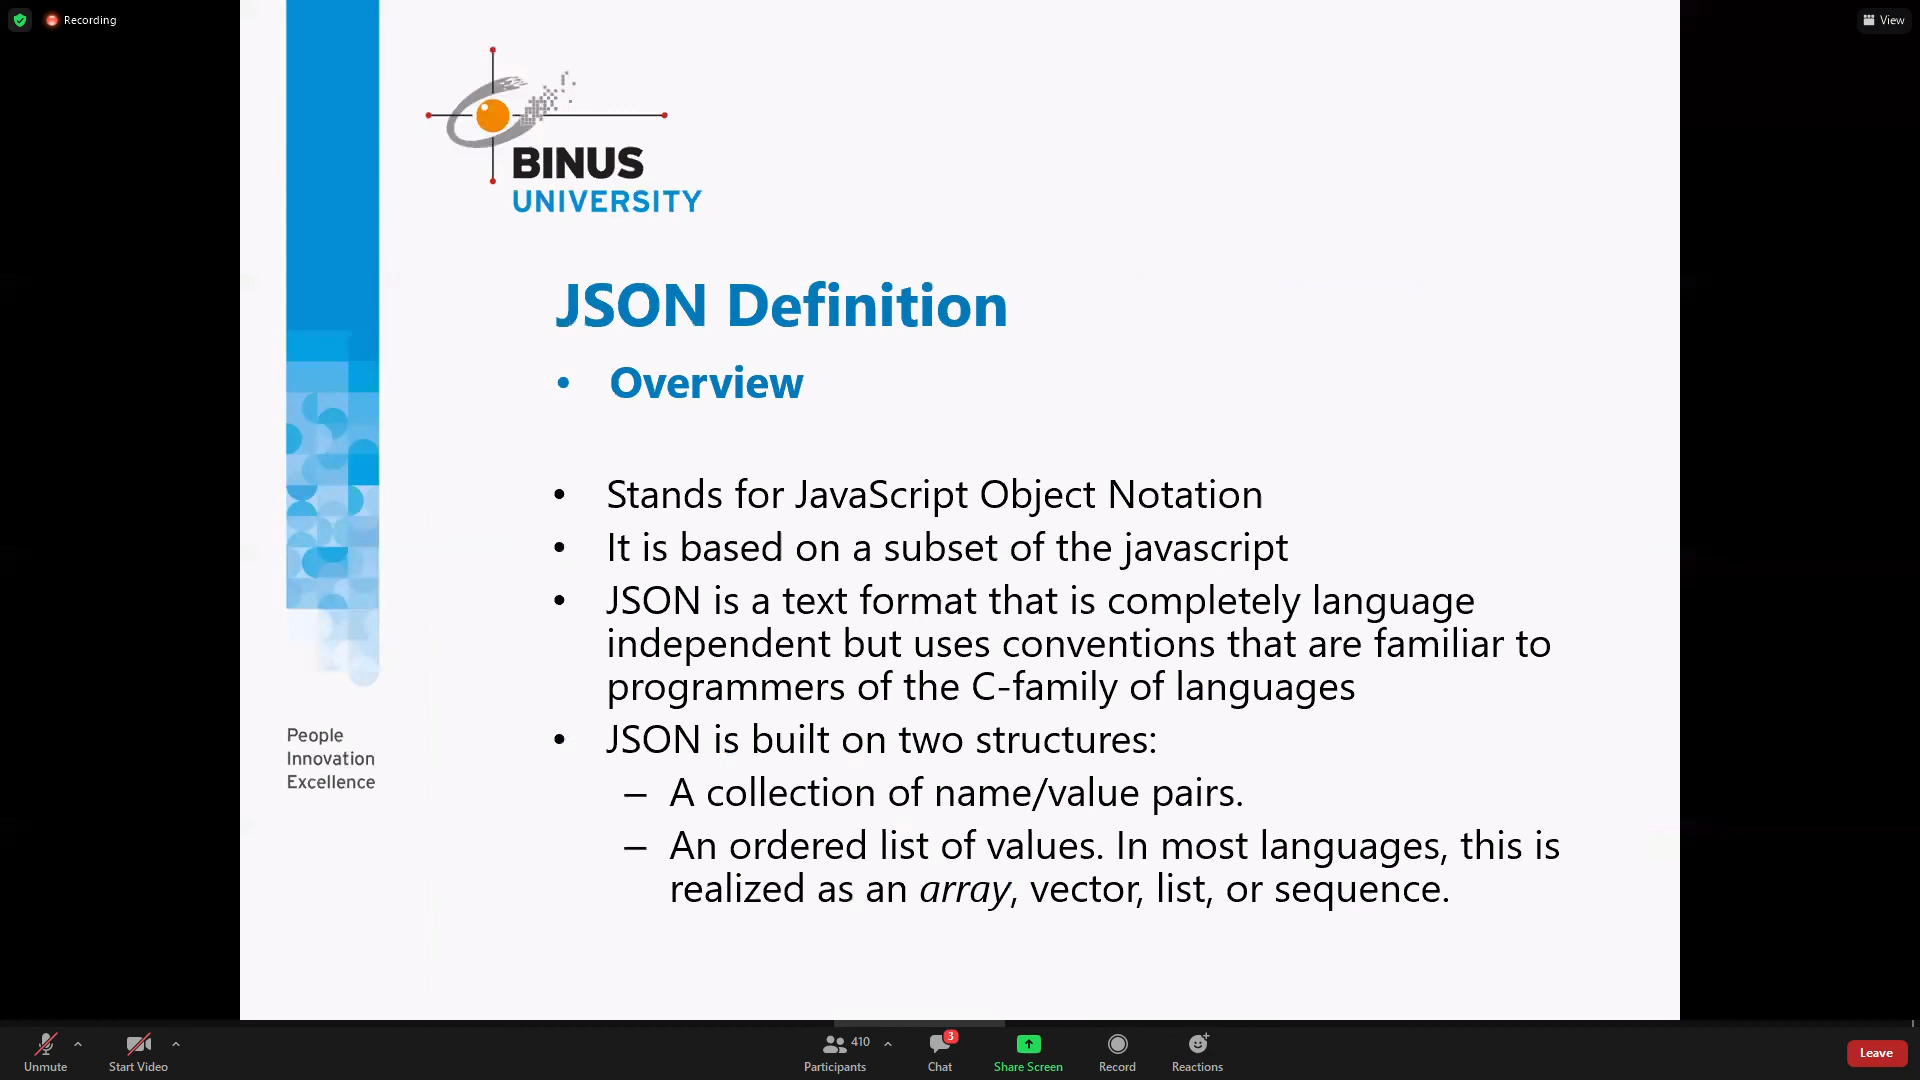 Recording
View
BINUS
UNIVERSITY
JSON Definition
• Overview
• Stands for JavaScript Object Notation
• It is based on a subset of the javascript
• JSON is a text format that is completely language
independent but uses conventions that are familiar to
programmers of the C-family of languages
• JSON is built on two structures:
– A collection of name/value pairs.
– An ordered list of values. In most languages, this is
realized as an array, vector, list, or sequence.
People
Innovation
Excellence
Unmute
Start Video
410
Participants
3
Chat
Share Screen
Record
Reactions
Leave